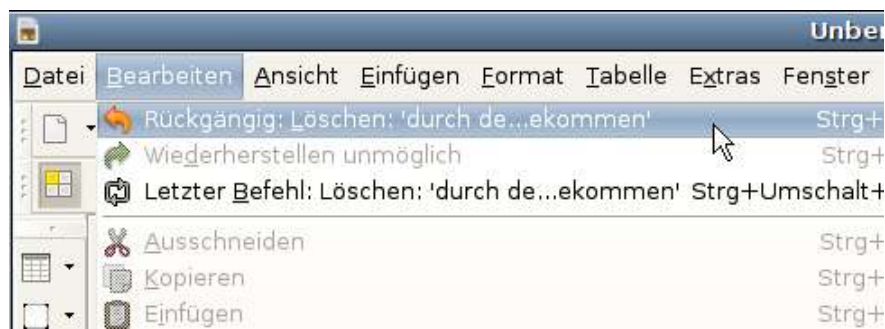 Unber
Datei Bearbeiten Ansicht Einfügen Format Tabelle Extras Fenster
Rückgängig: Löschen: 'durch de...ekommen' Strg+
Wiederherstellen unmöglich Strg+
Letzter Befehl: Löschen: 'durch de...ekommen' Strg+Umschalt+
Ausschneiden Strg+
Kopieren Strg+
Einfügen Strg+